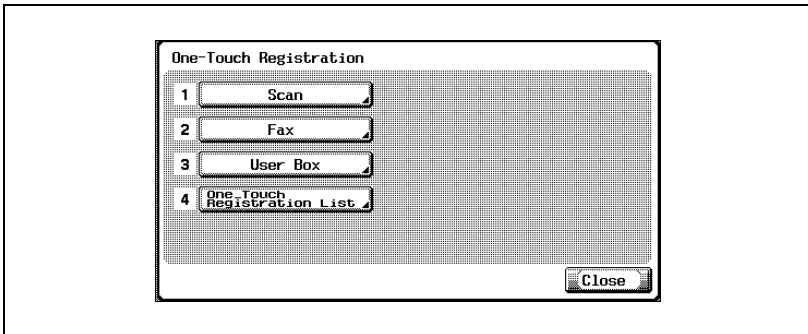 One-Touch Registration
1 Scan
2 Fax
3 User Box
4 One-Touch
Registration List
Close